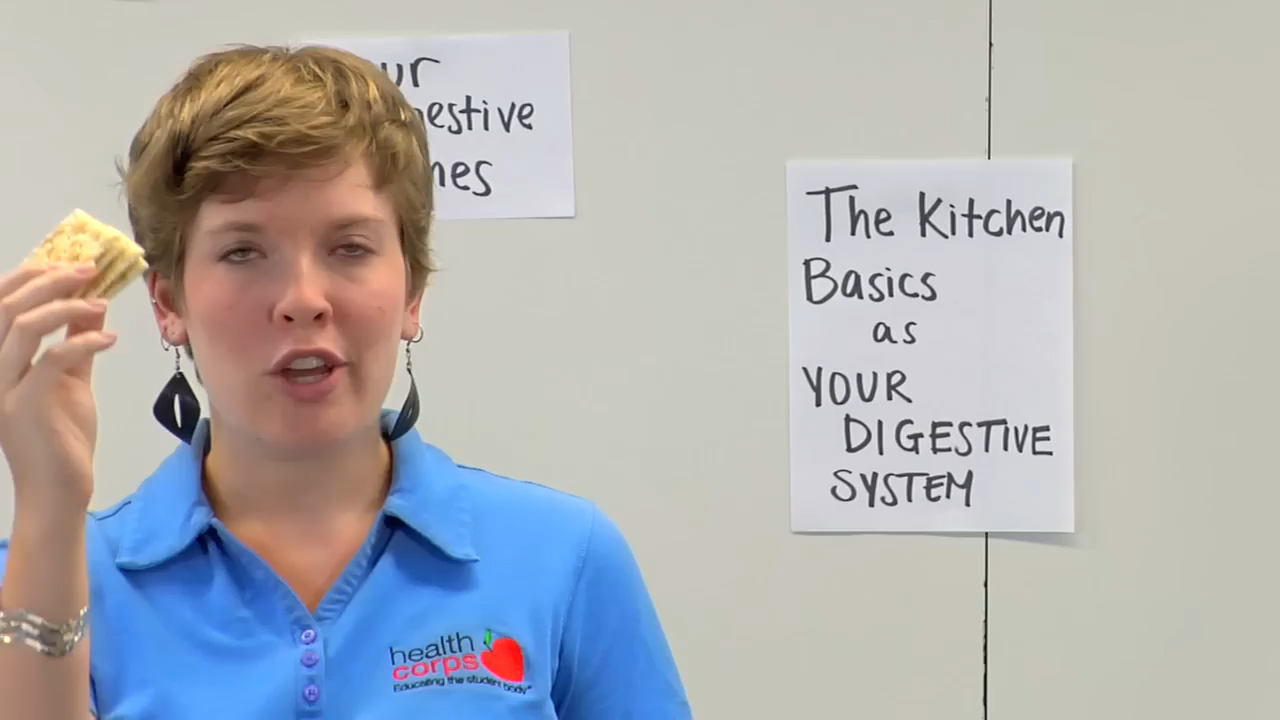 The Kitchen
Basics
as
YOUR
DIGESTIVE
SYSTEM
health
corps
Educating the student body